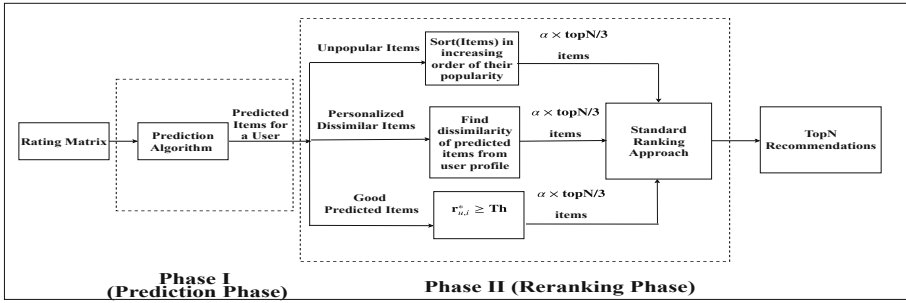 Rating Matrix
Prediction
Algorithm
Predicted
Items for
a User
Unpopular Items
Sort(Items) in
increasing
order of their
popularity
α × topN/3
items
Personalized
Dissimilar Items
Find
dissimilarity
of predicted
items from
user profile
α × topN/3
items
Good
Predicted Items
r*u,i ≥ Th
α × topN/3
items
Standard
Ranking
Approach
TopN
Recommendations
Phase I
(Prediction Phase)
Phase II (Reranking Phase)